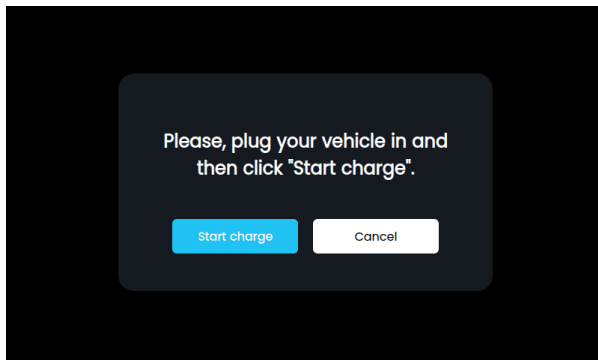 Please, plug your vehicle in and
then click "Start charge".
Start charge
Cancel